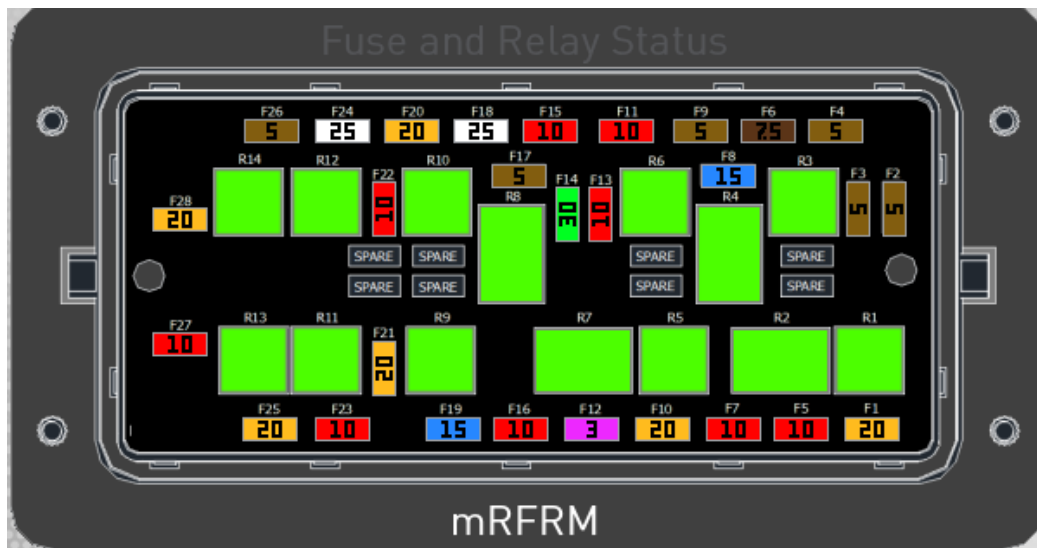 Fuse and Relay Status
F26 F24 F20 F18 F15 F11 F9 F6 F4
5 25 20 25 10 10 5 7.5 5
R14 R12 R10 F17 R6 F8 R3
F22 5 F14 F13 15 F3 F2
F28 10 R8 30 10 R4 5 5
20
SPARE SPARE SPARE SPARE
SPARE SPARE SPARE SPARE
F27 R13 R11 F21 R9 R7 R5 R2 R1
10 20
F25 F23 F19 F16 F12 F10 F7 F5 F1
20 10 15 10 3 20 10 10 20
mRFRM